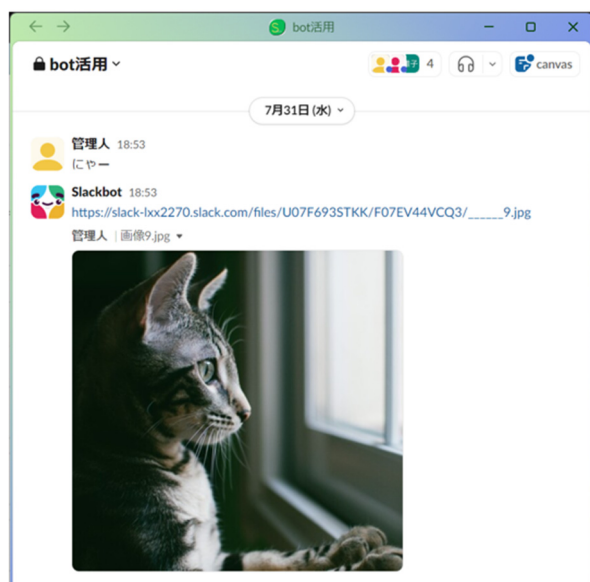 bot活用
bot活用
4
canvas
7月31日 (水)
管理人 18:53
にゃー
Slackbot 18:53
https://slack-lxx2270.slack.com/files/U07F693STKK/F07EV44VCQ3/______9.jpg
管理人 | 画像9.jpg